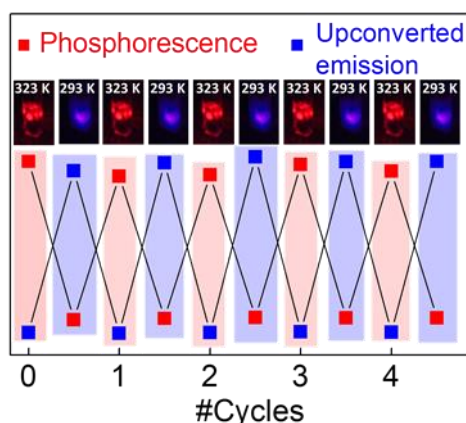 Phosphorescence
Upconverted
emission
323 K 293 K 323 K 293 K 323 K 293 K 323 K 293 K 323 K 293 K
0 1 2 3 4
#Cycles